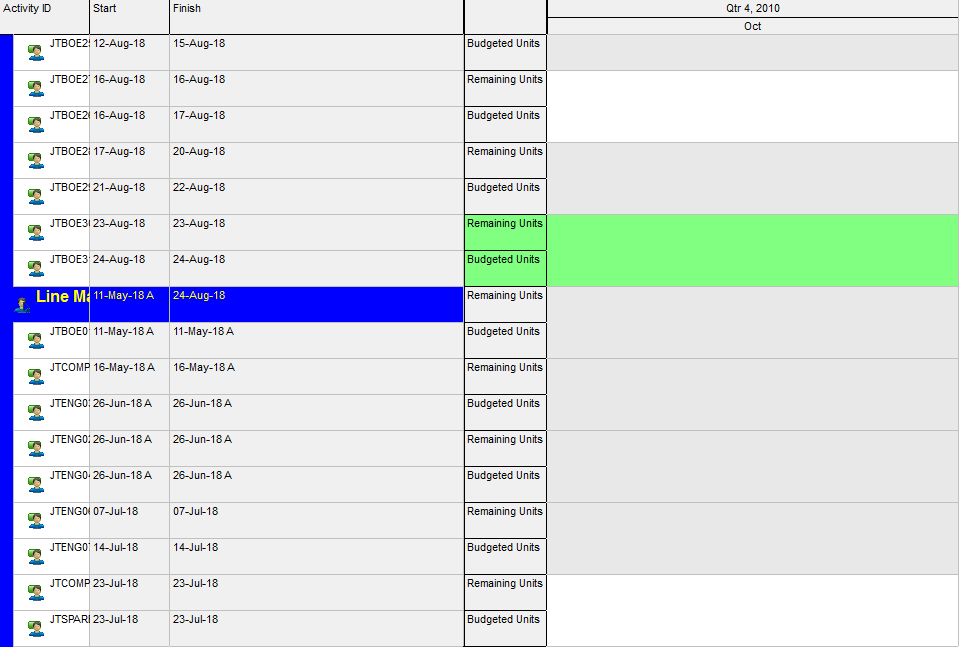 Activity ID Start Finish Qtr 4, 2010
Oct
JTBOE2 12-Aug-18 15-Aug-18 Budgeted Units
JTBOE2 16-Aug-18 16-Aug-18 Remaining Units
JTBOE2 16-Aug-18 17-Aug-18 Budgeted Units
JTBOE2 17-Aug-18 20-Aug-18 Remaining Units
JTBOE2 21-Aug-18 22-Aug-18 Budgeted Units
JTBOE3 23-Aug-18 23-Aug-18 Remaining Units
JTBOE3 24-Aug-18 24-Aug-18 Budgeted Units
Line Ma 11-May-18 A 24-Aug-18 Remaining Units
JTBOE0 11-May-18 A 11-May-18 A Budgeted Units
JTCOMP 16-May-18 A 16-May-18 A Remaining Units
JTENG0 26-Jun-18 A 26-Jun-18 A Budgeted Units
JTENG0 26-Jun-18 A 26-Jun-18 A Remaining Units
JTENG0 26-Jun-18 A 26-Jun-18 A Budgeted Units
JTENG0 07-Jul-18 07-Jul-18 Remaining Units
JTENG0 14-Jul-18 14-Jul-18 Budgeted Units
JTCOMP 23-Jul-18 23-Jul-18 Remaining Units
JTSPAR 23-Jul-18 23-Jul-18 Budgeted Units